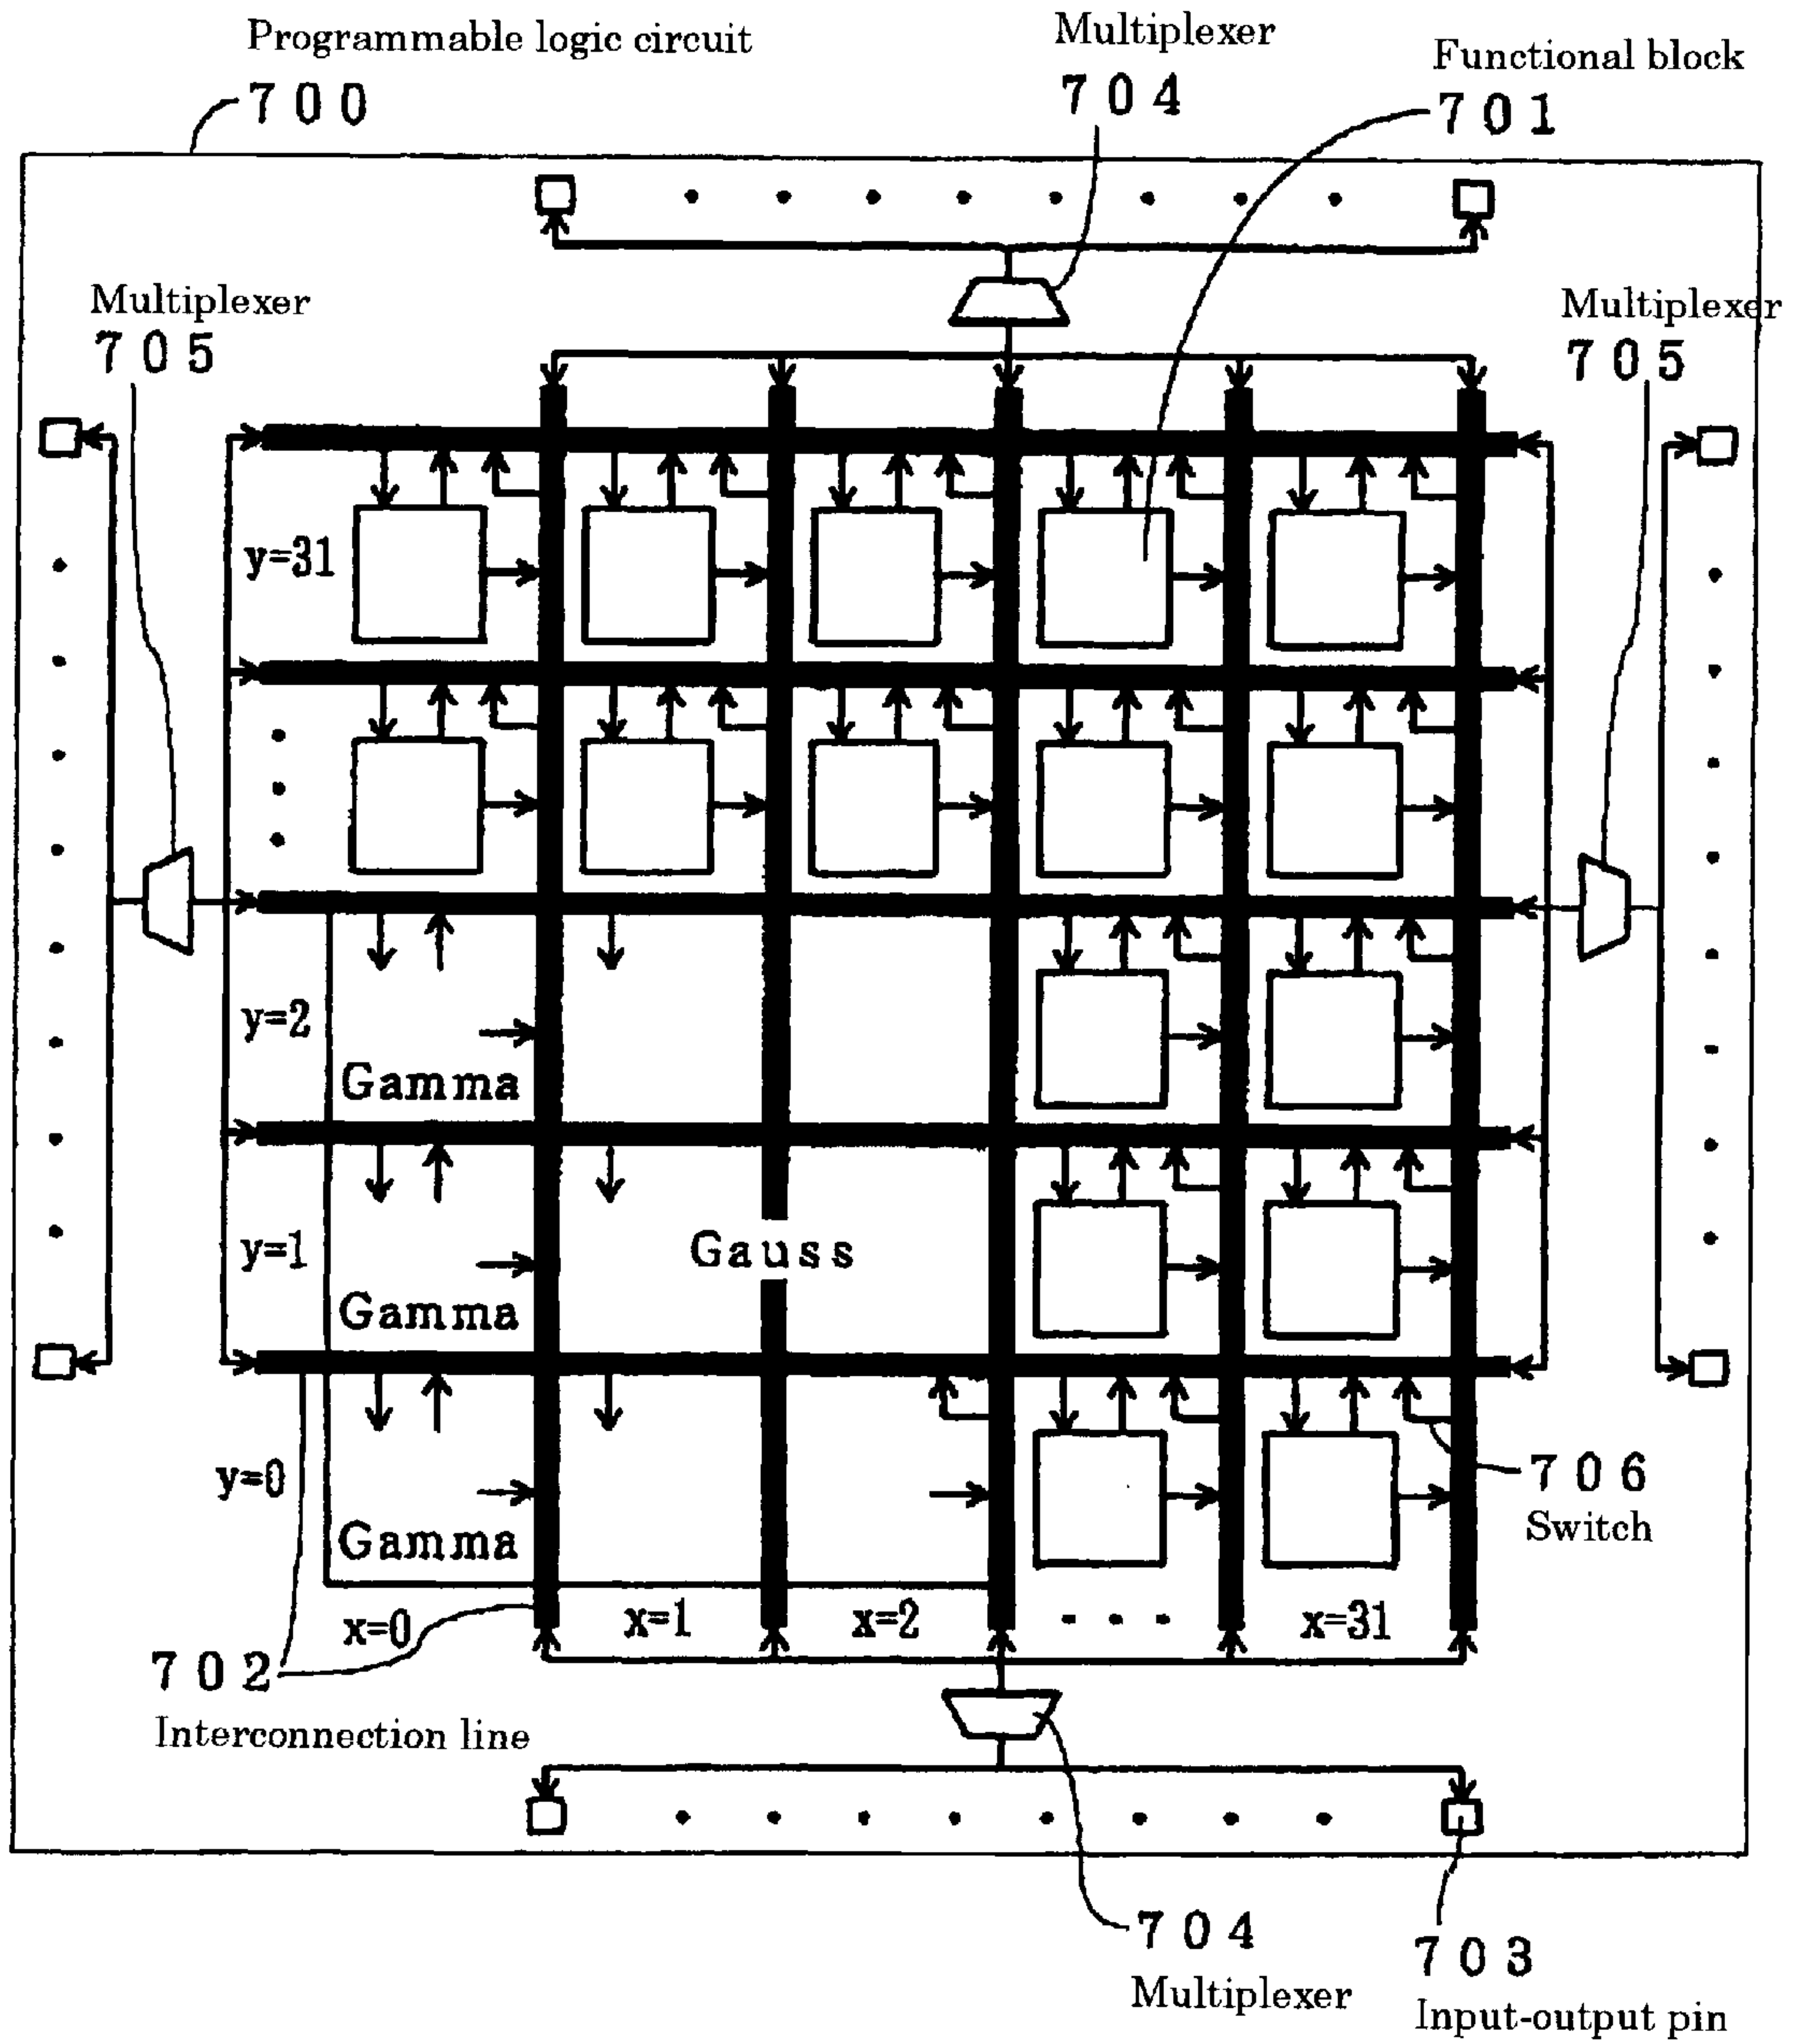 Programmable logic circuit
700
Multiplexer
704
Functional block
701
Multiplexer
705
Multiplexer
705
y=31
y=2
Gamma
y=1
Gauss
Gamma
y=0
Gamma
706
Switch
x=0
x=1
x=2
x=31
702
Interconnection line
704
Multiplexer
703
Input-output pin